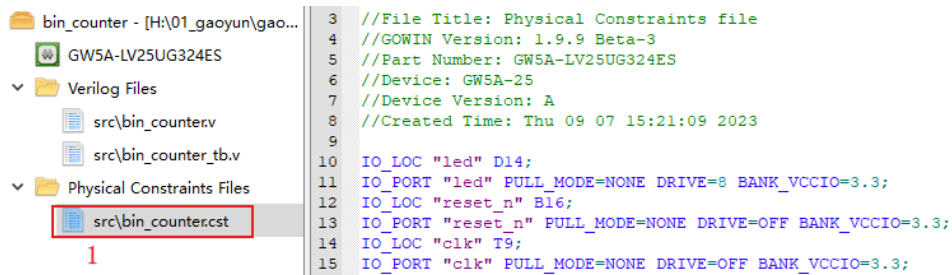 bin_counter - [H:\01_gaoyun\gao...
GW5A-LV25UG324ES
Verilog Files
src\bin_counter.v
src\bin_counter_tb.v
Physical Constraints Files
src\bin_counter.cst
1
3 //File Title: Physical Constraints file
4 //GOWIN Version: 1.9.9 Beta-3
5 //Part Number: GW5A-LV25UG324ES
6 //Device: GW5A-25
7 //Device Version: A
8 //Created Time: Thu 09 07 15:21:09 2023
9
10 IO_LOC "led" D14;
11 IO_PORT "led" PULL_MODE=NONE DRIVE=8 BANK_VCCIO=3.3;
12 IO_LOC "reset_n" B16;
13 IO_PORT "reset_n" PULL_MODE=NONE DRIVE=OFF BANK_VCCIO=3.3;
14 IO_LOC "clk" T9;
15 IO_PORT "clk" PULL_MODE=NONE DRIVE=OFF BANK_VCCIO=3.3;